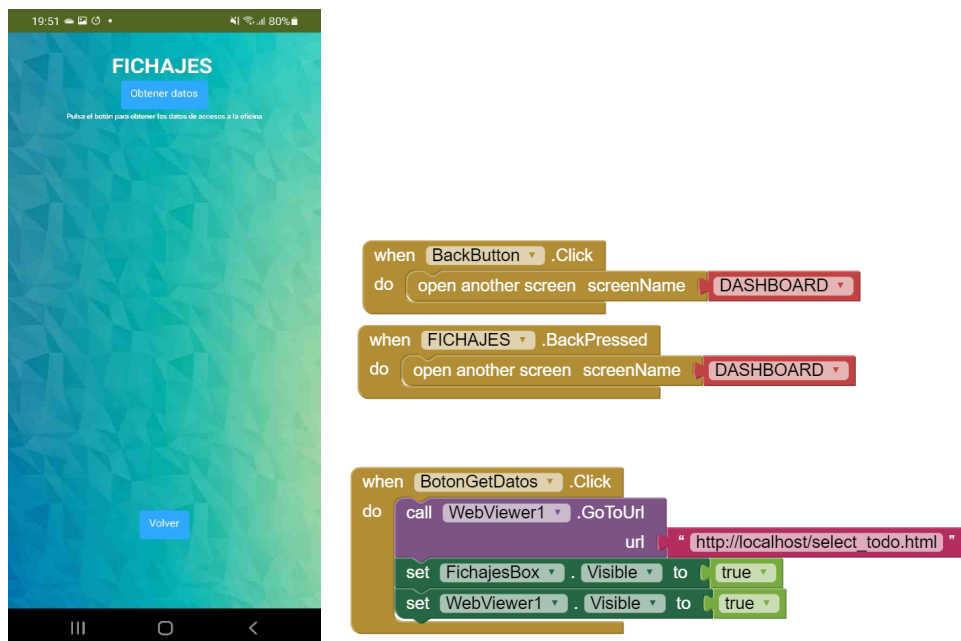 19:51
80%
FICHAJES
Obtener datos
Pulsa el botón para obtener los datos de accesos a la oficina
Volver
when BackButton .Click
do open another screen screenName DASHBOARD
when FICHAJES .BackPressed
do open another screen screenName DASHBOARD
when BotonGetDatos .Click
do call WebViewer1 .GoToUrl
url " http://localhost/select_todo.html "
set FichajesBox . Visible to true
set WebViewer1 . Visible to true